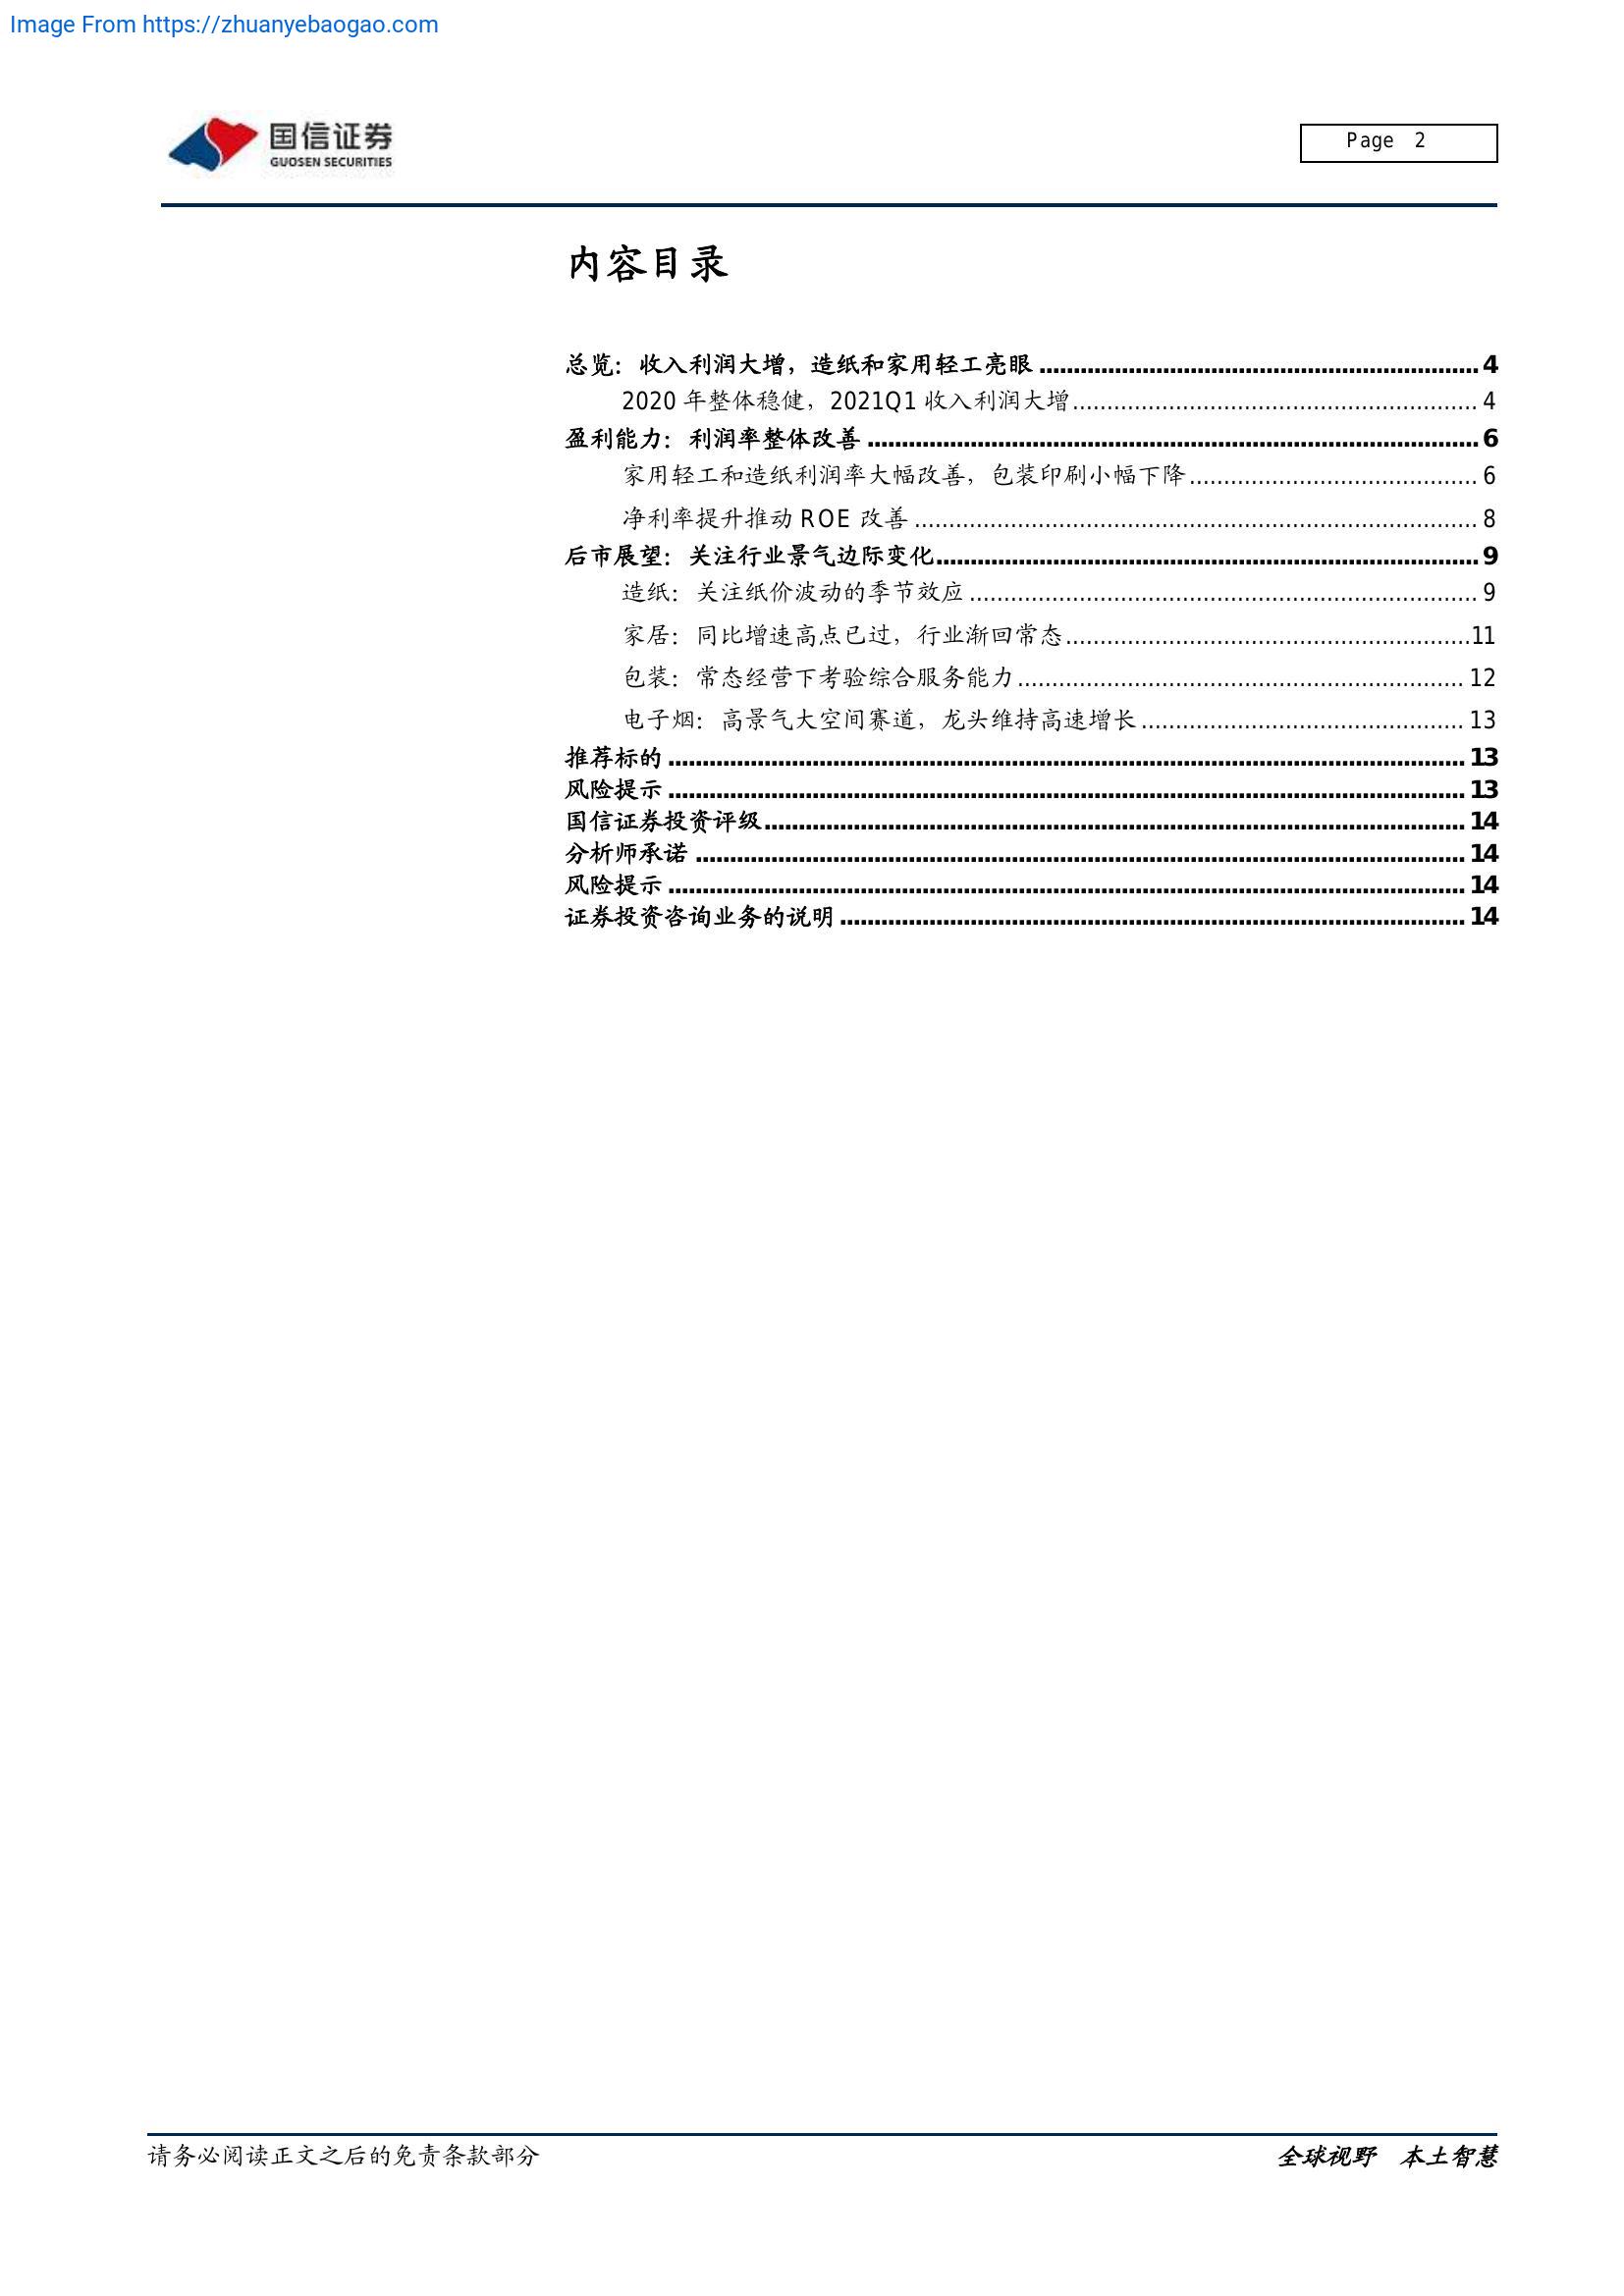 Image From https://zhuanyebaogao.com
国信证券
GUOSEN SECURITIES
Page 2
内容目录
总览：收入利润大增，造纸和家用轻工亮眼 ................................................................ 4
2020 年整体稳健，2021Q1 收入利润大增........................................................... 4
盈利能力：利润率整体改善 ......................................................................................... 6
家用轻工和造纸利润率大幅改善，包装印刷小幅下降.......................................... 6
净利率提升推动 ROE 改善 .................................................................................. 8
后市展望：关注行业景气边际变化............................................................................... 9
造纸：关注纸价波动的季节效应 .......................................................................... 9
家居：同比增速高点已过，行业渐回常态...........................................................11
包装：常态经营下考验综合服务能力 ................................................................. 12
电子烟：高景气大空间赛道，龙头维持高速增长 ............................................... 13
推荐标的 .................................................................................................................... 13
风险提示 .................................................................................................................... 13
国信证券投资评级...................................................................................................... 14
分析师承诺 ................................................................................................................ 14
风险提示 .................................................................................................................... 14
证券投资咨询业务的说明 ........................................................................................... 14
请务必阅读正文之后的免责条款部分
全球视野 本土智慧